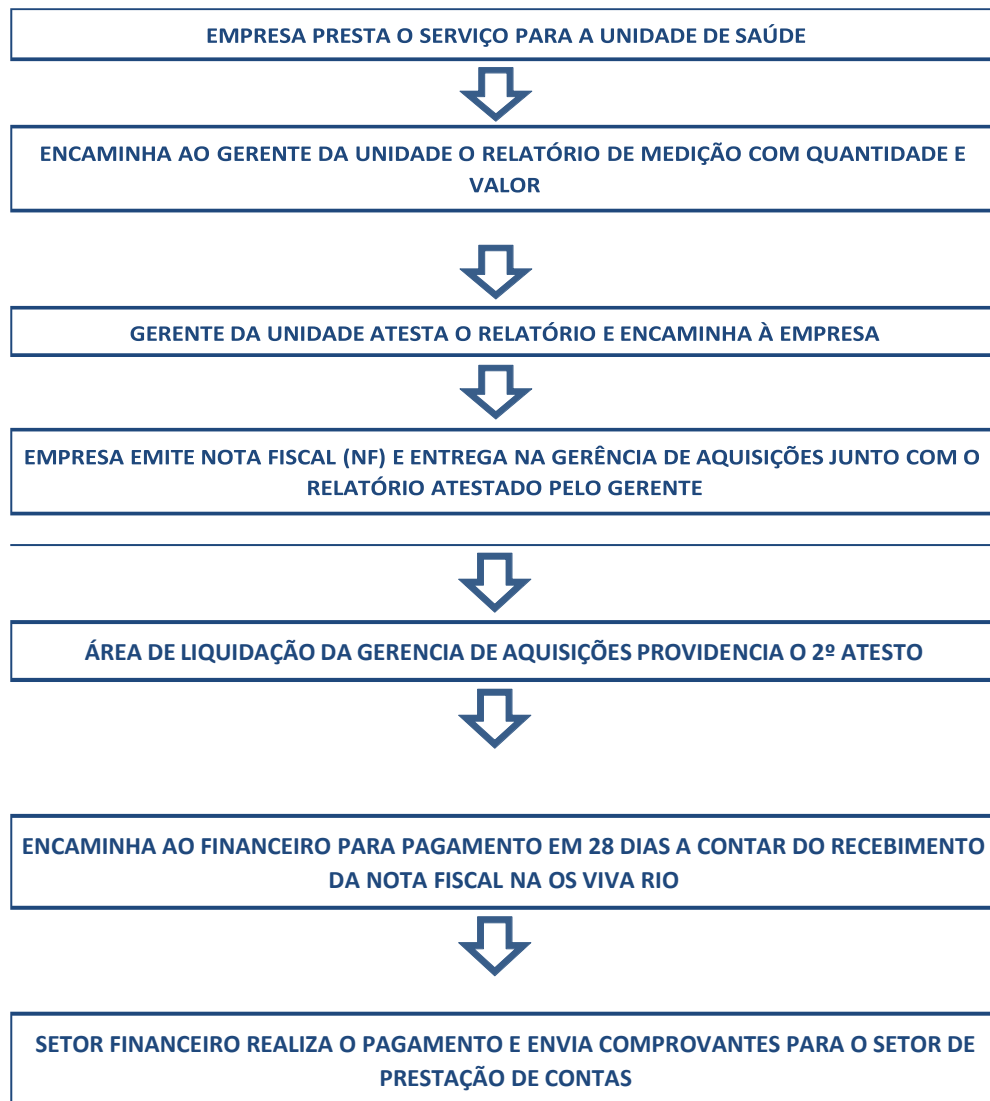 EMPRESA PRESTA O SERVIÇO PARA A UNIDADE DE SAÚDE
ENCAMINHA AO GERENTE DA UNIDADE O RELATÓRIO DE MEDIÇÃO COM QUANTIDADE E
VALOR
GERENTE DA UNIDADE ATESTA O RELATÓRIO E ENCAMINHA À EMPRESA
EMPRESA EMITE NOTA FISCAL (NF) E ENTREGA NA GERÊNCIA DE AQUISIÇÕES JUNTO COM O
RELATÓRIO ATESTADO PELO GERENTE
ÁREA DE LIQUIDAÇÃO DA GERENCIA DE AQUISIÇÕES PROVIDENCIA O 2º ATESTO
ENCAMINHA AO FINANCEIRO PARA PAGAMENTO EM 28 DIAS A CONTAR DO RECEBIMENTO
DA NOTA FISCAL NA OS VIVA RIO
SETOR FINANCEIRO REALIZA O PAGAMENTO E ENVIA COMPROVANTES PARA O SETOR DE
PRESTAÇÃO DE CONTAS